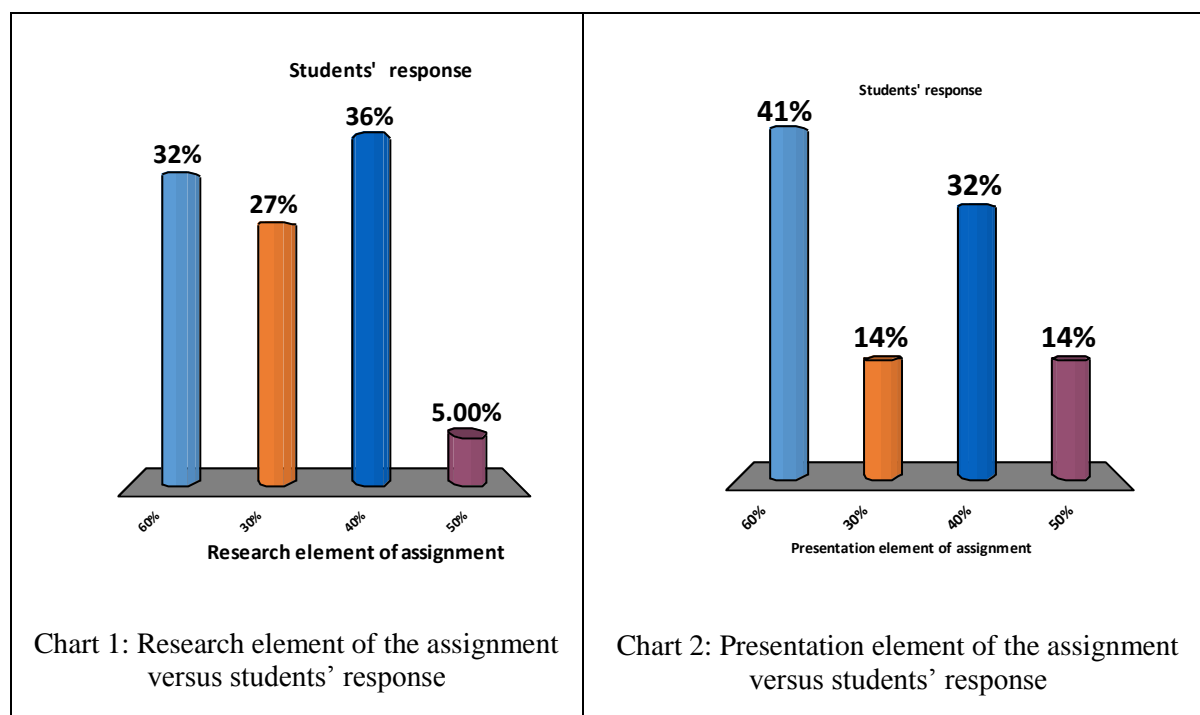 Students' response
36%
32%
27%
5.00%
60%
30%
40%
50%
Research element of assignment
Chart 1: Research element of the assignment
versus students’ response
Students' response
41%
32%
14%
14%
60%
30%
40%
50%
Presentation element of assignment
Chart 2: Presentation element of the assignment
versus students’ response